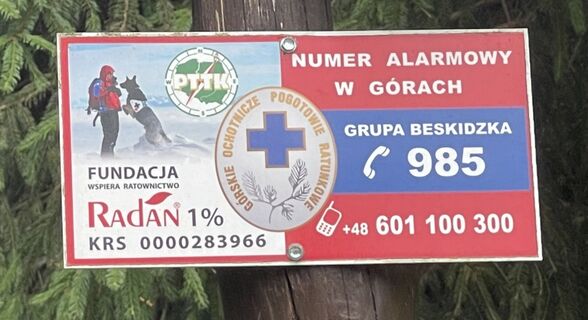 PTTK
FUNDACJA
WSPIERA RATOWNICTWO
RADAN 1%
KRS 0000283966
GÓRSKIE OCHOTNICZE POGOTOWIE RATUNKOWE
NUMER ALARMOWY
W GÓRACH
GRUPA BESKIDZKA
985
+48 601 100 300